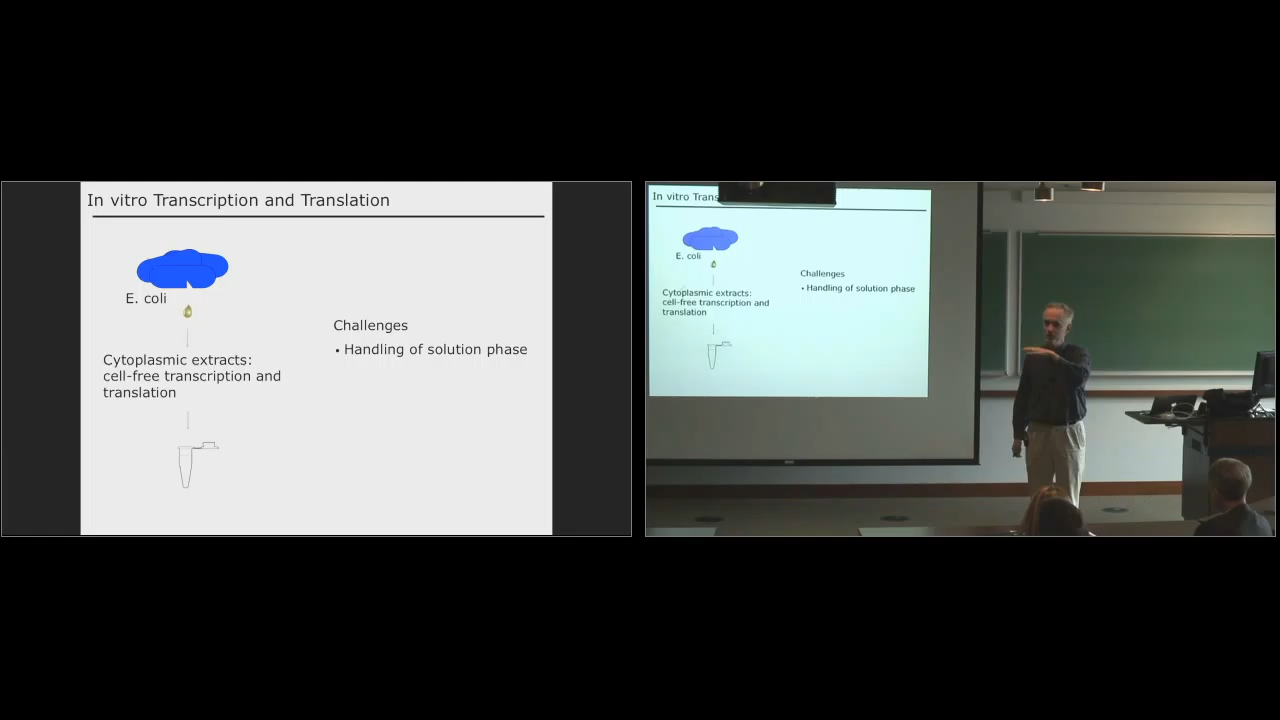 In vitro Transcription and Translation
E. coli
Cytoplasmic extracts:
cell-free transcription and
translation
Challenges
• Handling of solution phase
In vitro Trans
E. coli
Cytoplasmic extracts:
cell-free transcription and
translation
Challenges
• Handling of solution phase